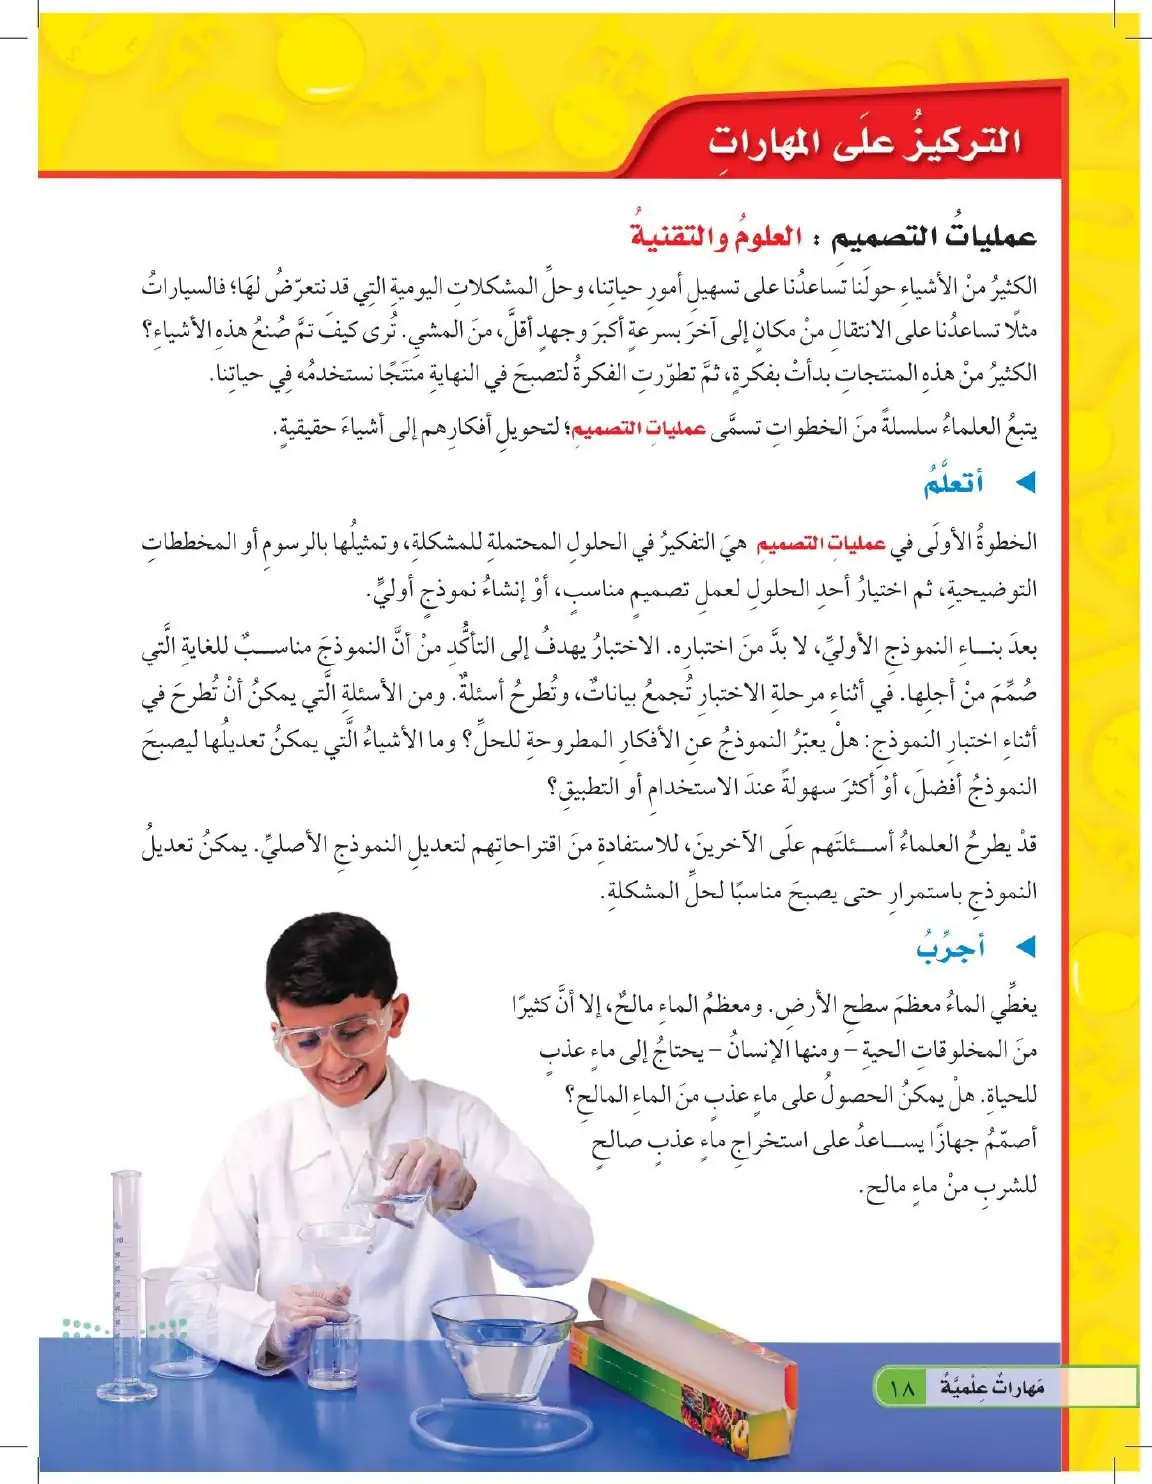 التركيزُ علَى المهاراتِ
عملياتُ التصميمِ : العلومُ والتقنيةُ
الكثيرُ منْ الأشياءِ حولَنا تساعدُنا على تسهيلِ أمورِ حياتِنا، وحلِّ المشكلاتِ اليوميةِ التِي قد نتعرّضُ لهَا؛ فالسياراتُ
مثلًا تساعدُنا على الانتقالِ منْ مكانٍ إلى آخرَ بسرعةٍ أكبرَ وجهدٍ أقلَّ، منَ المشيِ. تُرى كيفَ تمَّ صُنعُ هذهِ الأشياءِ؟
الكثيرُ منْ هذهِ المنتجاتِ بدأتْ بفكرةٍ، ثمَّ تطوّرتِ الفكرةُ لتصبحَ في النهايةِ منتَجًا نستخدمُه فِي حياتِنا.
يتبعُ العلماءُ سلسلةً منَ الخطواتِ تسمَّى عملياتِ التصميمِ؛ لتحويلِ أفكارِهم إلى أشياءَ حقيقيةٍ.
◀ أتعلَّمُ
الخطوةُ الأولَى في عملياتِ التصميمِ هيَ التفكيرُ في الحلولِ المحتملةِ للمشكلةِ، وتمثيلُها بالرسومِ أو المخططاتِ
التوضيحيةِ، ثم اختيارُ أحدِ الحلولِ لعملِ تصميمٍ مناسبٍ، أوْ إنشاءُ نموذجٍ أوليٍّ.
بعدَ بنـاءِ النموذجِ الأوليِّ، لا بدَّ منَ اختبارِه. الاختبارُ يهدفُ إلى التأكُّدِ منْ أنَّ النموذجَ مناسـبٌ للغايةِ الَّتي
صُمِّمَ منْ أجلِها. في أثناءِ مرحلةِ الاختبارِ تُجمعُ بياناتٌ، وتُطرحُ أسئلةٌ. ومن الأسئلةِ الَّتي يمكنُ أنْ تُطرحَ في
أثناءِ اختبارِ النموذجِ: هلْ يعبّرُ النموذجُ عنِ الأفكارِ المطروحةِ للحلِّ؟ وما الأشياءُ الَّتي يمكنُ تعديلُها ليصبحَ
النموذجُ أفضلَ، أوْ أكثرَ سهولةً عندَ الاستخدامِ أو التطبيقِ؟
قدْ يطرحُ العلماءُ أسـئلتَهم علَى الآخرينَ، للاستفادةِ منَ اقتراحاتِهم لتعديلِ النموذجِ الأصليِّ. يمكنُ تعديلُ
النموذجِ باستمرارِ حتى يصبحَ مناسبًا لحلِّ المشكلةِ.
◀ أجرِّبُ
يغطِّي الماءُ معظمَ سطحِ الأرضِ. ومعظمُ الماءِ مالحٌ، إلا أنَّ كثيرًا
منَ المخلوقاتِ الحيةِ – ومنها الإنسانُ – يحتاجُ إلى ماءٍ عذبٍ
للحياةِ. هلْ يمكنُ الحصولُ على ماءٍ عذبٍ منَ الماءِ المالحِ؟
أصمّمُ جهازًا يسـاعدُ على استخراجِ ماءٍ عذبٍ صالحٍ
للشربِ منْ ماءٍ مالح.
مَهاراتٌ عِلْميَّةٌ ١٨